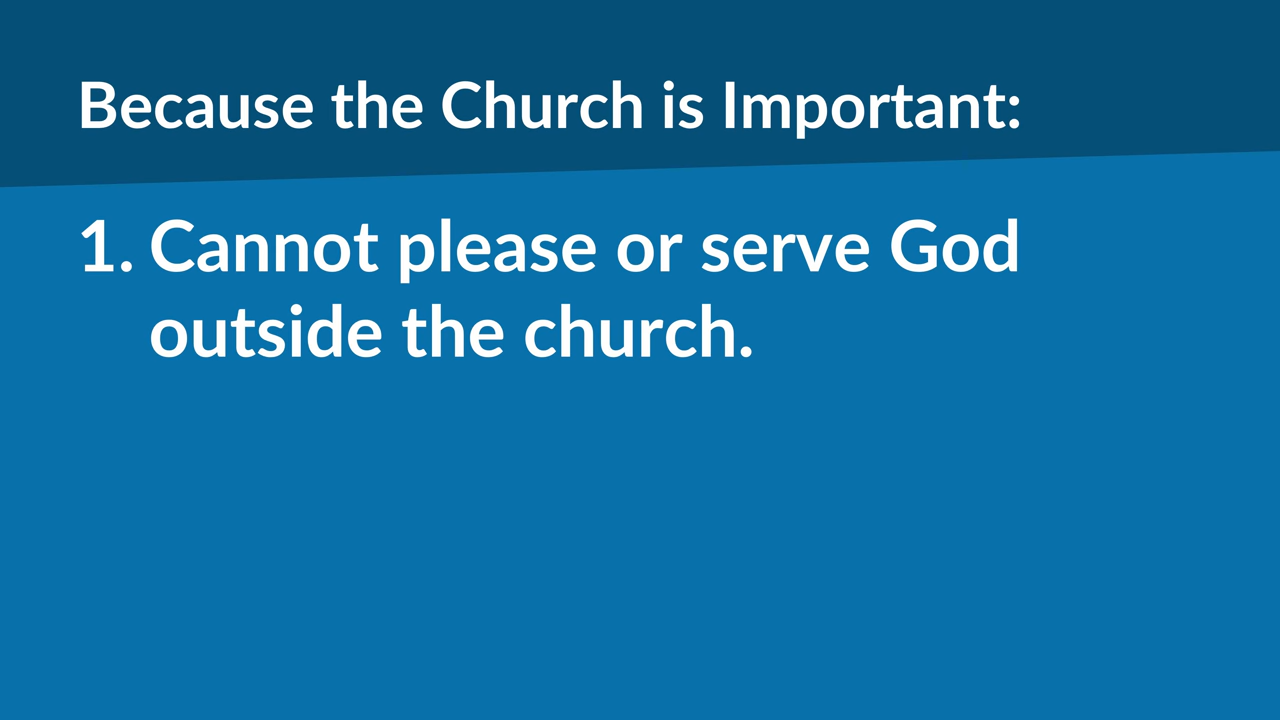 Because the Church is Important:
1. Cannot please or serve God
outside the church.